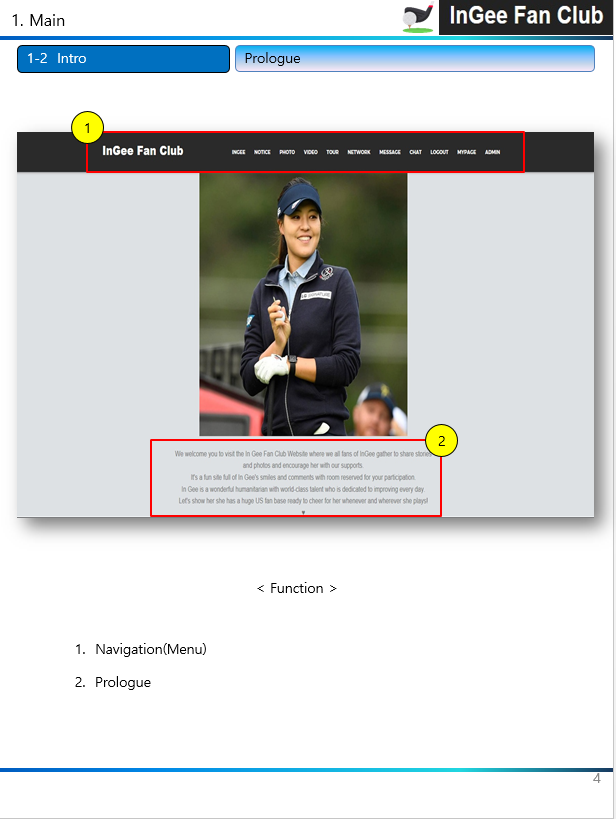 1. Main
InGee Fan Club
1-2 Intro
Prologue
1
InGee Fan Club
INGEE NOTICE PHOTO VIDEO TOUR NETWORK MESSAGE CHAT LOGOUT MYPAGE ADMIN
2
We welcome you to visit the In Gee Fan Club Website where we all fans of InGee gather to share stories
and photos and encourage her with our supports.
It's a fun site full of In Gee's smiles and comments with room reserved for your participation.
In Gee is a wonderful humanitarian with world-class talent who is dedicated to improving every day.
Let's show her she has a huge US fan base ready to cheer for her whenever and wherever she plays!
▼
< Function >
1. Navigation(Menu)
2. Prologue
4